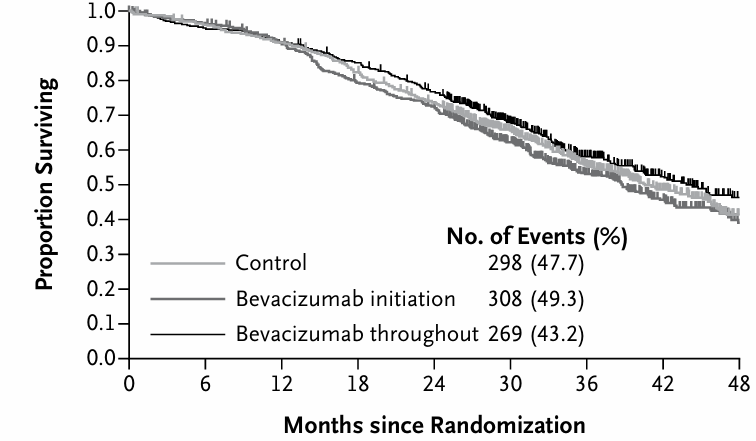 1.0
0.9
0.8
0.7
0.6
0.5
0.4
0.3
0.2
0.1
0.0
Proportion Surviving
No. of Events (%)
Control 298 (47.7)
Bevacizumab initiation 308 (49.3)
Bevacizumab throughout 269 (43.2)
0 6 12 18 24 30 36 42 48
Months since Randomization